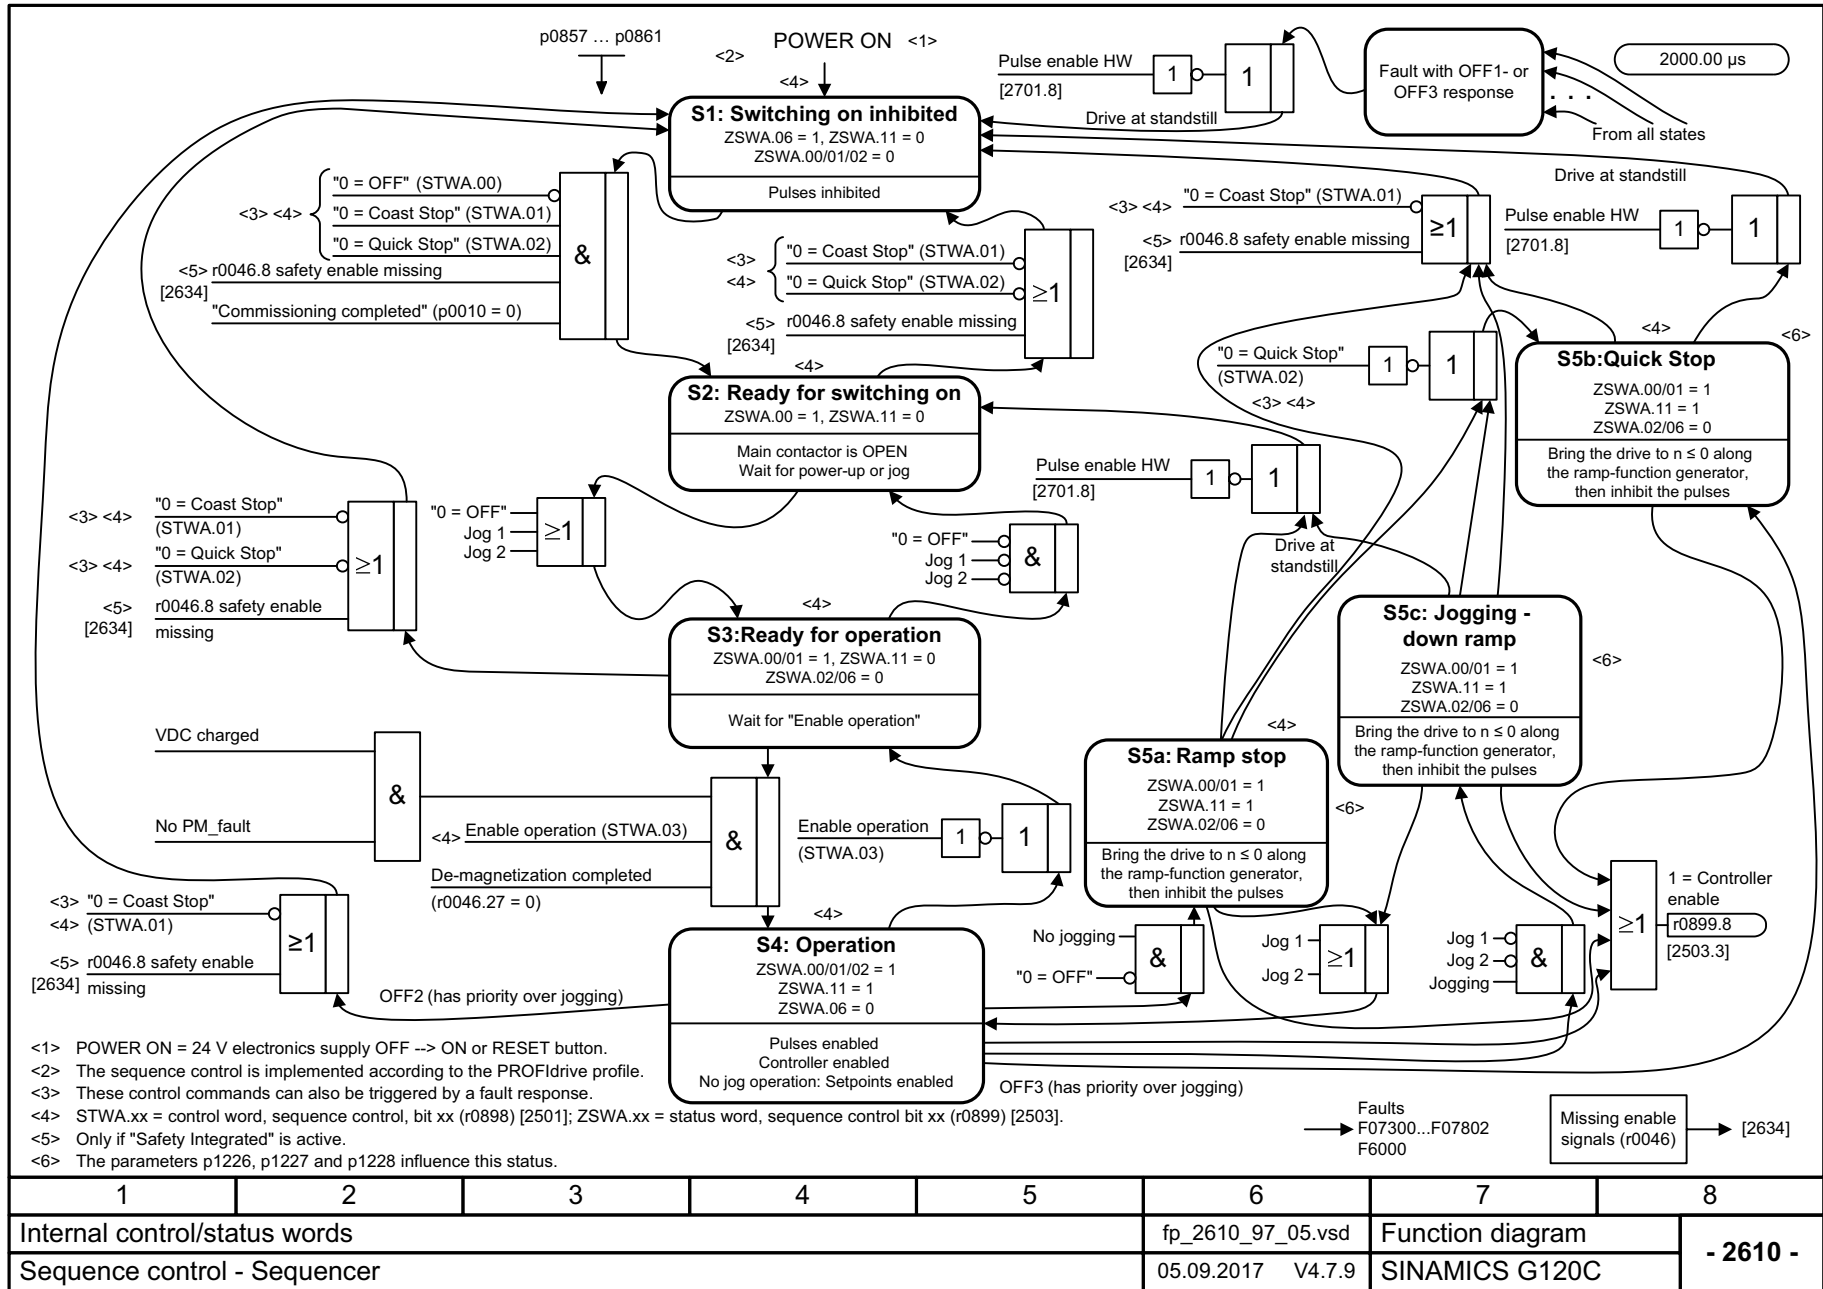 p0857 … p0861
<2>
POWER ON <1>
<4>
S1: Switching on inhibited
ZSWA.06 = 1, ZSWA.11 = 0
ZSWA.00/01/02 = 0
Pulses inhibited
Pulse enable HW
[2701.8]
1
1
Drive at standstill
Fault with OFF1- or
OFF3 response
. . .
From all states
2000.00 µs
<3> <4>
"0 = OFF" (STWA.00)
"0 = Coast Stop" (STWA.01)
"0 = Quick Stop" (STWA.02)
<5> r0046.8 safety enable missing
[2634]
"Commissioning completed" (p0010 = 0)
&
<3>
<4>
"0 = Coast Stop" (STWA.01)
"0 = Quick Stop" (STWA.02)
<5> r0046.8 safety enable missing
[2634]
≥1
<3> <4>
"0 = Coast Stop" (STWA.01)
<5> r0046.8 safety enable missing
[2634]
≥1
Drive at standstill
Pulse enable HW
[2701.8]
1
1
<4>
S2: Ready for switching on
ZSWA.00 = 1, ZSWA.11 = 0
Main contactor is OPEN
Wait for power-up or jog
"0 = Quick Stop"
(STWA.02)
<3> <4>
1
1
<4>
<6>
S5b:Quick Stop
ZSWA.00/01 = 1
ZSWA.11 = 1
ZSWA.02/06 = 0
Bring the drive to n ≤ 0 along
the ramp-function generator,
then inhibit the pulses
Pulse enable HW
[2701.8]
1
1
Drive at
standstill
<3> <4>
"0 = Coast Stop"
(STWA.01)
<3> <4>
"0 = Quick Stop"
(STWA.02)
<5>
[2634]
r0046.8 safety enable
missing
≥1
"0 = OFF"
Jog 1
Jog 2
≥1
"0 = OFF"
Jog 1
Jog 2
&
<4>
S3:Ready for operation
ZSWA.00/01 = 1, ZSWA.11 = 0
ZSWA.02/06 = 0
Wait for "Enable operation"
S5c: Jogging -
down ramp
ZSWA.00/01 = 1
ZSWA.11 = 1
ZSWA.02/06 = 0
Bring the drive to n ≤ 0 along
the ramp-function generator,
then inhibit the pulses
<6>
<4>
S5a: Ramp stop
ZSWA.00/01 = 1
ZSWA.11 = 1
ZSWA.02/06 = 0
Bring the drive to n ≤ 0 along
the ramp-function generator,
then inhibit the pulses
<6>
VDC charged
No PM_fault
&
<4> Enable operation (STWA.03)
De-magnetization completed
(r0046.27 = 0)
&
Enable operation
(STWA.03)
1
1
<3> "0 = Coast Stop"
<4> (STWA.01)
<5> r0046.8 safety enable
[2634] missing
≥1
OFF2 (has priority over jogging)
<4>
S4: Operation
ZSWA.00/01/02 = 1
ZSWA.11 = 1
ZSWA.06 = 0
Pulses enabled
Controller enabled
No jog operation: Setpoints enabled
No jogging
"0 = OFF"
&
Jog 1
Jog 2
≥1
Jog 1
Jog 2
Jogging
&
≥1
1 = Controller
enable
r0899.8
[2503.3]
OFF3 (has priority over jogging)
<1> POWER ON = 24 V electronics supply OFF --> ON or RESET button.
<2> The sequence control is implemented according to the PROFIdrive profile.
<3> These control commands can also be triggered by a fault response.
<4> STWA.xx = control word, sequence control, bit xx (r0898) [2501]; ZSWA.xx = status word, sequence control bit xx (r0899) [2503].
<5> Only if "Safety Integrated" is active.
<6> The parameters p1226, p1227 and p1228 influence this status.
Faults
F07300...F07802
F6000
Missing enable
signals (r0046)
[2634]
1 2 3 4 5 6 7 8
Internal control/status words
fp_2610_97_05.vsd
Function diagram
- 2610 -
Sequence control - Sequencer
05.09.2017 V4.7.9
SINAMICS G120C